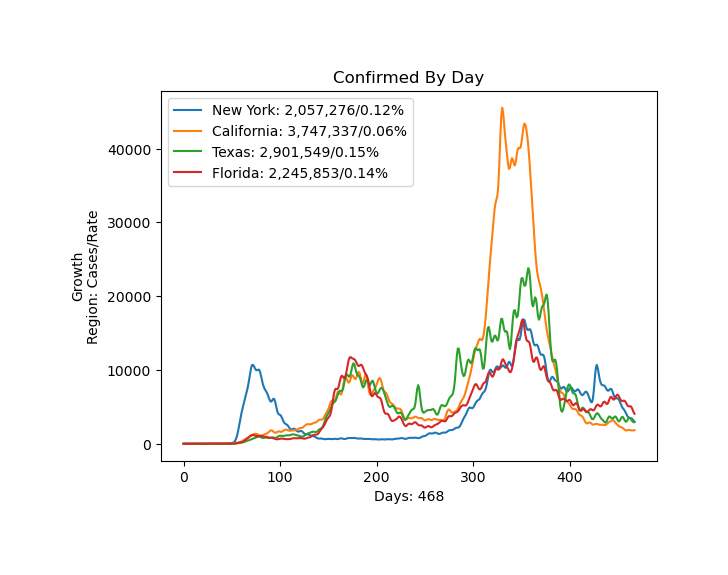 Confirmed By Day
New York: 2,057,276/0.12%
California: 3,747,337/0.06%
Texas: 2,901,549/0.15%
Florida: 2,245,853/0.14%
Growth
Region: Cases/Rate
40000
30000
20000
10000
0
0 100 200 300 400
Days: 468